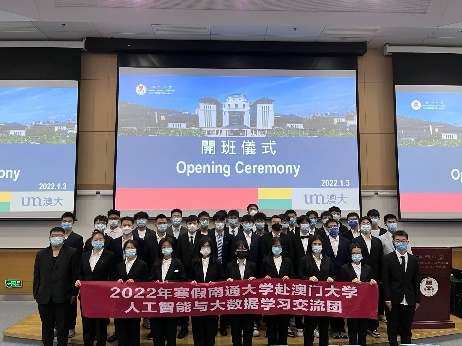 開班儀式
Opening Ceremony
2022.1.3
um澳大
ony
2022.1.3
um澳大
Openi
2022年寒假南通大学赴澳门大学
人工智能与大数据学习交流团